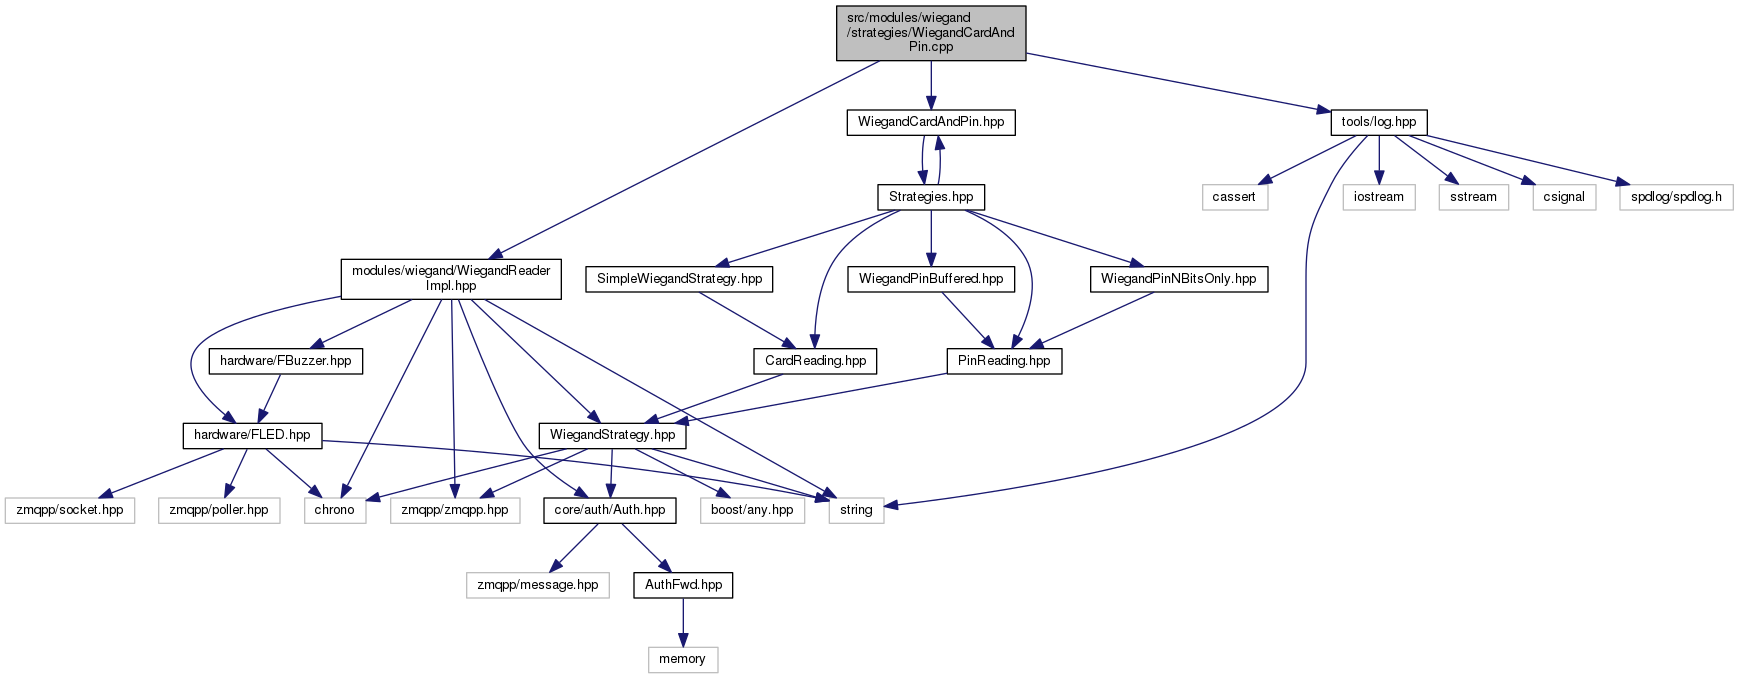 src/modules/wiegand
/strategies/WiegandCardAnd
Pin.cpp
WiegandCardAndPin.hpp
tools/log.hpp
Strategies.hpp
cassert
iostream
sstream
csignal
spdlog/spdlog.h
modules/wiegand/WiegandReader
Impl.hpp
SimpleWiegandStrategy.hpp
WiegandPinBuffered.hpp
WiegandPinNBitsOnly.hpp
hardware/FBuzzer.hpp
CardReading.hpp
PinReading.hpp
hardware/FLED.hpp
WiegandStrategy.hpp
zmqpp/socket.hpp
zmqpp/poller.hpp
chrono
zmqpp/zmqpp.hpp
core/auth/Auth.hpp
boost/any.hpp
string
zmqpp/message.hpp
AuthFwd.hpp
memory